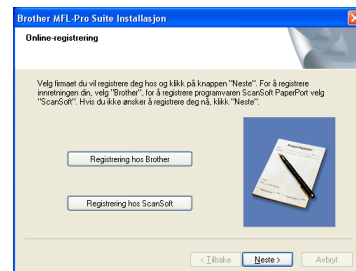 Brother MFL-Pro Suite Installasjon
Online-registrering
Velg firmaet du vil registrere deg hos og klikk på knappen "Neste". For å registrere
innretningen din, velg "Brother", for å registrere programvaren ScanSoft PaperPort velg
"ScanSoft". Hvis du ikke ønsker å registrere deg nå, klikk "Neste".
Registrering hos Brother
Registrering hos ScanSoft
< Tilbake
Neste >
Avbryt